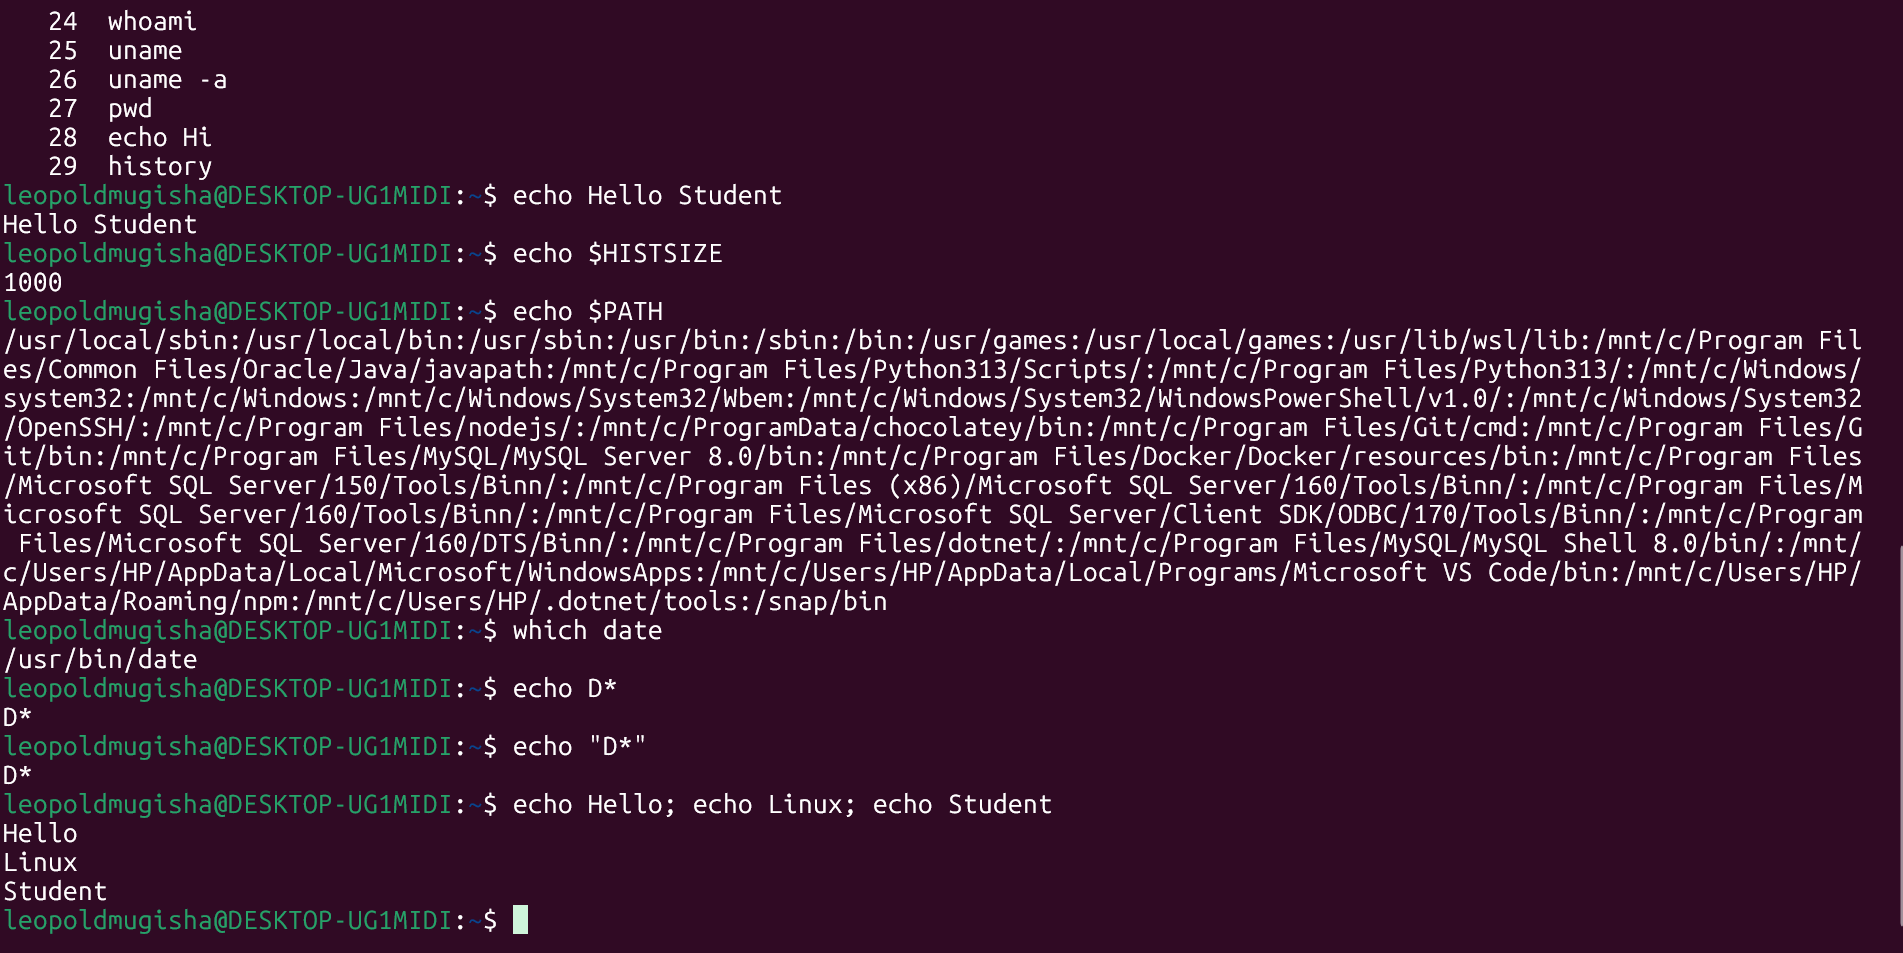 24  whoami
25  uname
26  uname -a
27  pwd
28  echo Hi
29  history
leopoldmugisha@DESKTOP-UG1MIDI:~$ echo Hello Student
Hello Student
leopoldmugisha@DESKTOP-UG1MIDI:~$ echo $HISTSIZE
1000
leopoldmugisha@DESKTOP-UG1MIDI:~$ echo $PATH
/usr/local/sbin:/usr/local/bin:/usr/sbin:/usr/bin:/sbin:/bin:/usr/games:/usr/local/games:/usr/lib/wsl/lib:/mnt/c/Program Fil
es/Common Files/Oracle/Java/javapath:/mnt/c/Program Files/Python313/Scripts/:/mnt/c/Program Files/Python313/:/mnt/c/Windows/
system32:/mnt/c/Windows:/mnt/c/Windows/System32/Wbem:/mnt/c/Windows/System32/WindowsPowerShell/v1.0/:/mnt/c/Windows/System32
/OpenSSH/:/mnt/c/Program Files/nodejs/:/mnt/c/ProgramData/chocolatey/bin:/mnt/c/Program Files/Git/cmd:/mnt/c/Program Files/G
it/bin:/mnt/c/Program Files/MySQL/MySQL Server 8.0/bin:/mnt/c/Program Files/Docker/Docker/resources/bin:/mnt/c/Program Files
/Microsoft SQL Server/150/Tools/Binn/:/mnt/c/Program Files (x86)/Microsoft SQL Server/160/Tools/Binn/:/mnt/c/Program Files/M
icrosoft SQL Server/160/Tools/Binn/:/mnt/c/Program Files/Microsoft SQL Server/Client SDK/ODBC/170/Tools/Binn/:/mnt/c/Program
 Files/Microsoft SQL Server/160/DTS/Binn/:/mnt/c/Program Files/dotnet/:/mnt/c/Program Files/MySQL/MySQL Shell 8.0/bin/:/mnt/
c/Users/HP/AppData/Local/Microsoft/WindowsApps:/mnt/c/Users/HP/AppData/Local/Programs/Microsoft VS Code/bin:/mnt/c/Users/HP/
AppData/Roaming/npm:/mnt/c/Users/HP/.dotnet/tools:/snap/bin
leopoldmugisha@DESKTOP-UG1MIDI:~$ which date
/usr/bin/date
leopoldmugisha@DESKTOP-UG1MIDI:~$ echo D*
D*
leopoldmugisha@DESKTOP-UG1MIDI:~$ echo "D*"
D*
leopoldmugisha@DESKTOP-UG1MIDI:~$ echo Hello; echo Linux; echo Student
Hello
Linux
Student
leopoldmugisha@DESKTOP-UG1MIDI:~$